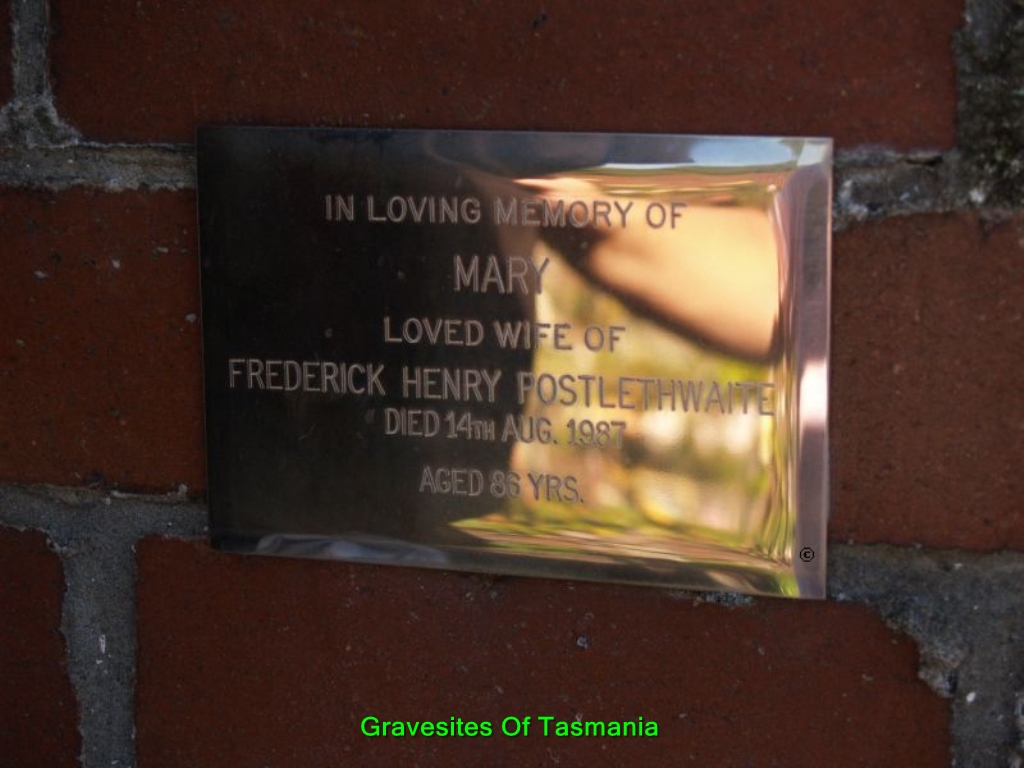 IN LOVING MEMORY OF
MARY
LOVED WIFE OF
FREDERICK HENRY POSTLETHWAITE
DIED 14TH AUG. 1987
AGED 86 YRS.
©
Gravesites Of Tasmania